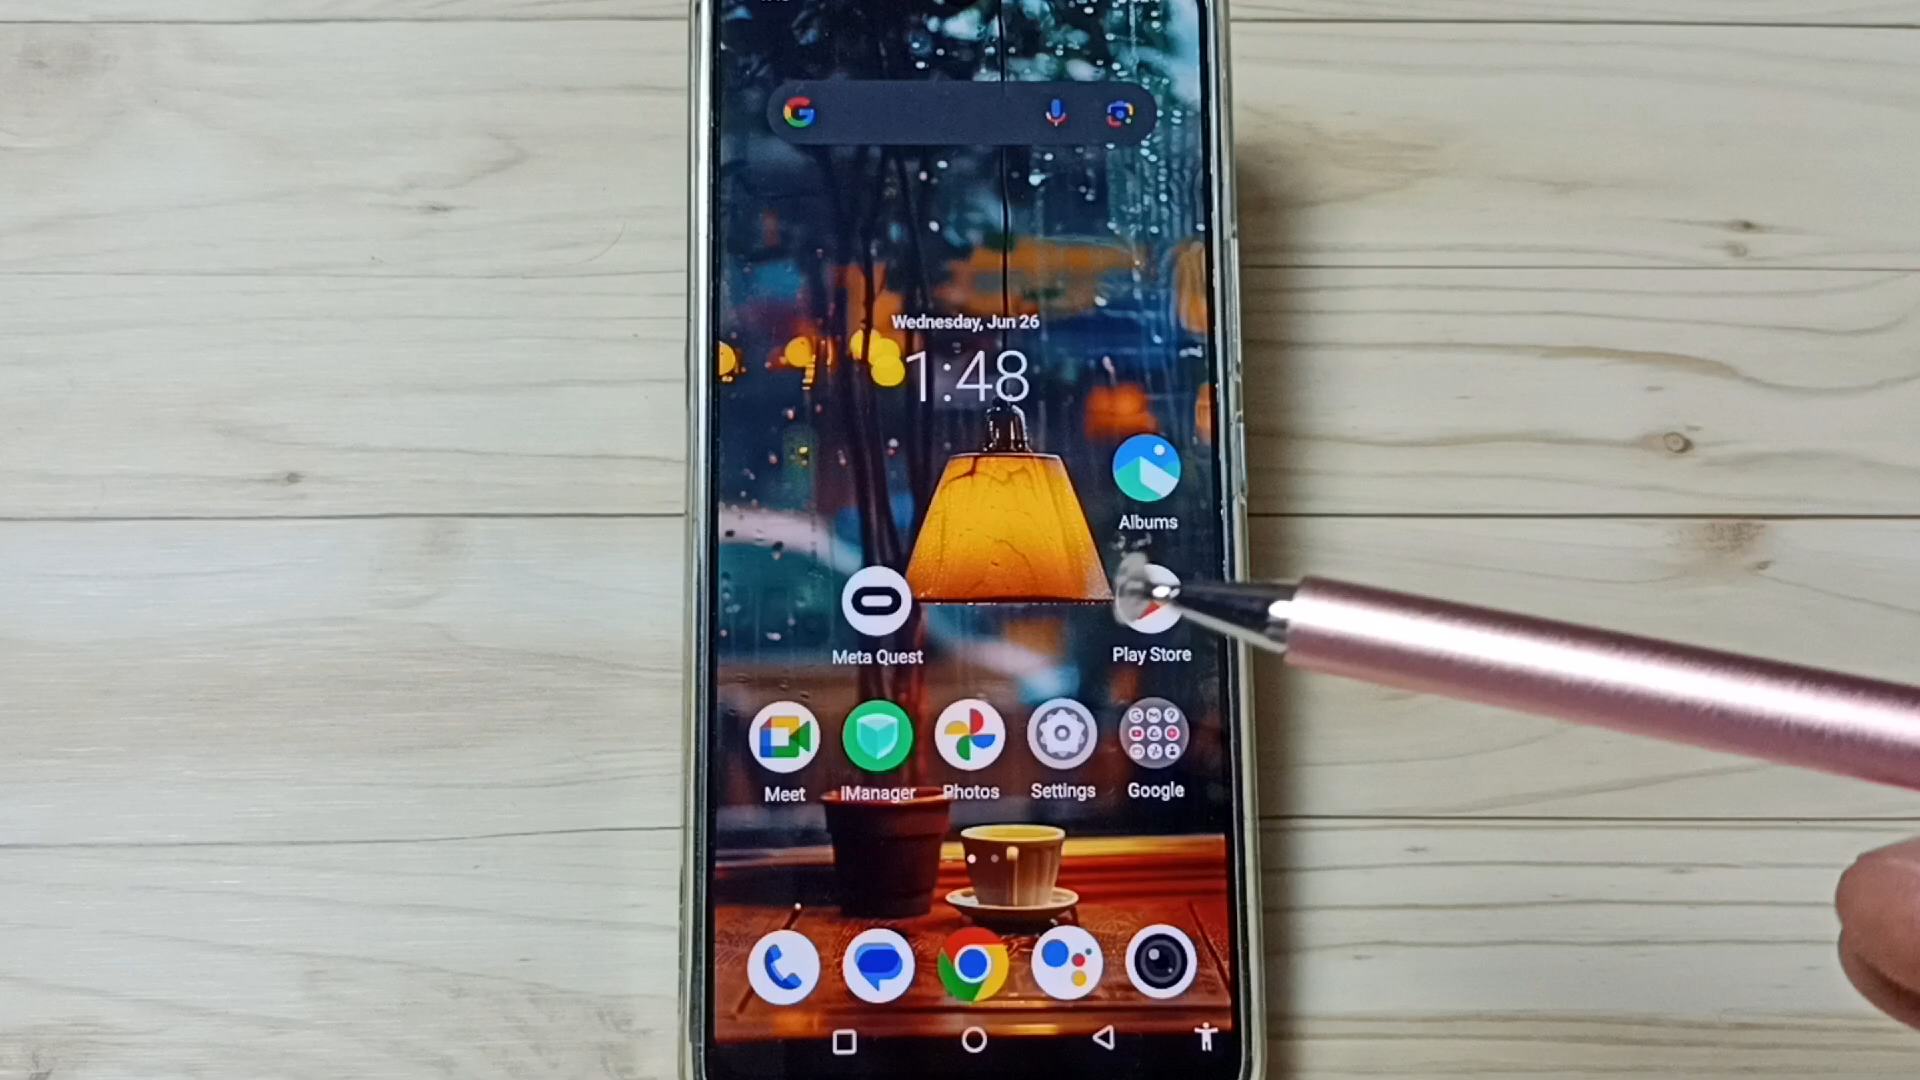 Wednesday, Jun 26
1:48
Albums
Meta Quest
Play Store
Meet
iManager
Photos
Settings
Google